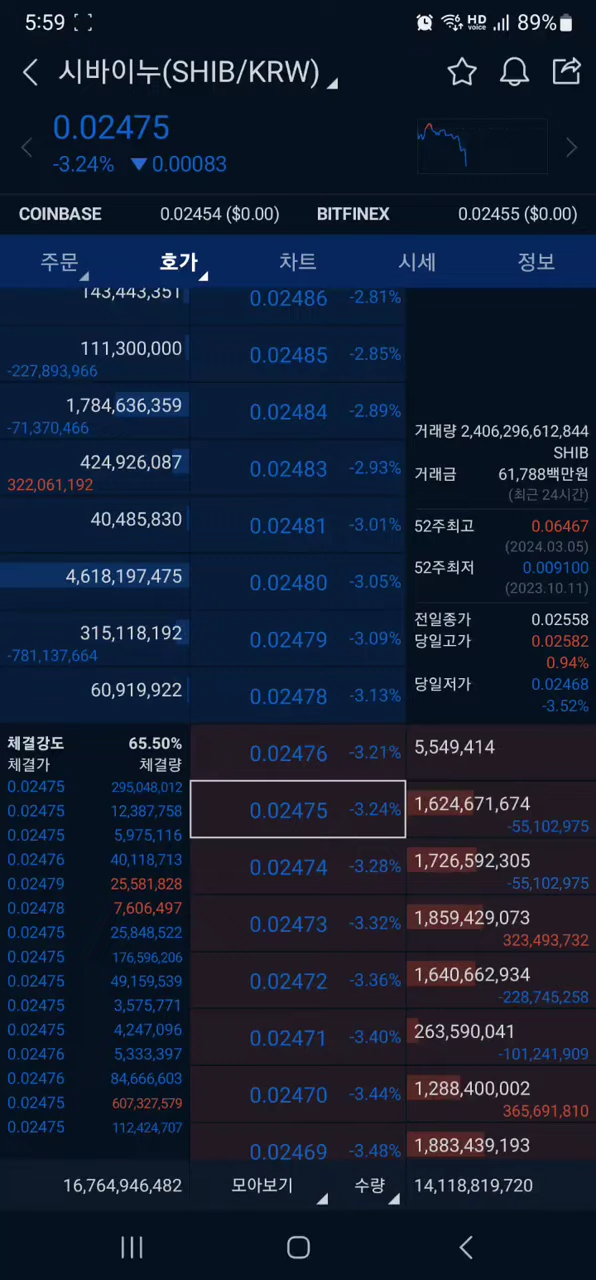 5:59 HD voice 89%
시바이누(SHIB/KRW)
0.02475
-3.24% ▼0.00083
COINBASE 0.02454 ($0.00) BITFINEX 0.02455 ($0.00)
주문 호가 차트 시세 정보
143,443,351 0.02486 -2.81%
111,300,000 0.02485 -2.85%
-227,893,966
1,784,636,359 0.02484 -2.89%
-71,370,466
424,926,087 0.02483 -2.93%
322,061,192
40,485,830 0.02481 -3.01%
4,618,197,475 0.02480 -3.05%
315,118,192 0.02479 -3.09%
-781,137,664
60,919,922 0.02478 -3.13%
거래량 2,406,296,612,844
SHIB
거래금 61,788백만원
(최근 24시간)
52주최고 0.06467
(2024.03.05)
52주최저 0.009100
(2023.10.11)
전일종가 0.02558
당일고가 0.02582
0.94%
당일저가 0.02468
-3.52%
체결강도 65.50%
체결가 체결량
0.02475 295,048,012
0.02475 12,387,758
0.02475 5,975,116
0.02476 40,118,713
0.02479 25,581,828
0.02478 7,606,497
0.02475 25,848,522
0.02475 176,596,206
0.02475 49,159,539
0.02475 3,575,771
0.02475 4,247,096
0.02476 5,333,397
0.02476 84,666,603
0.02475 607,327,579
0.02475 112,424,707
0.02476 -3.21% 5,549,414
0.02475 -3.24% 1,624,671,674
-55,102,975
0.02474 -3.28% 1,726,592,305
-55,102,975
0.02473 -3.32% 1,859,429,073
323,493,732
0.02472 -3.36% 1,640,662,934
-228,745,258
0.02471 -3.40% 263,590,041
-101,241,909
0.02470 -3.44% 1,288,400,002
365,691,810
0.02469 -3.48% 1,883,439,193
16,764,946,482 모아보기 수량 14,118,819,720